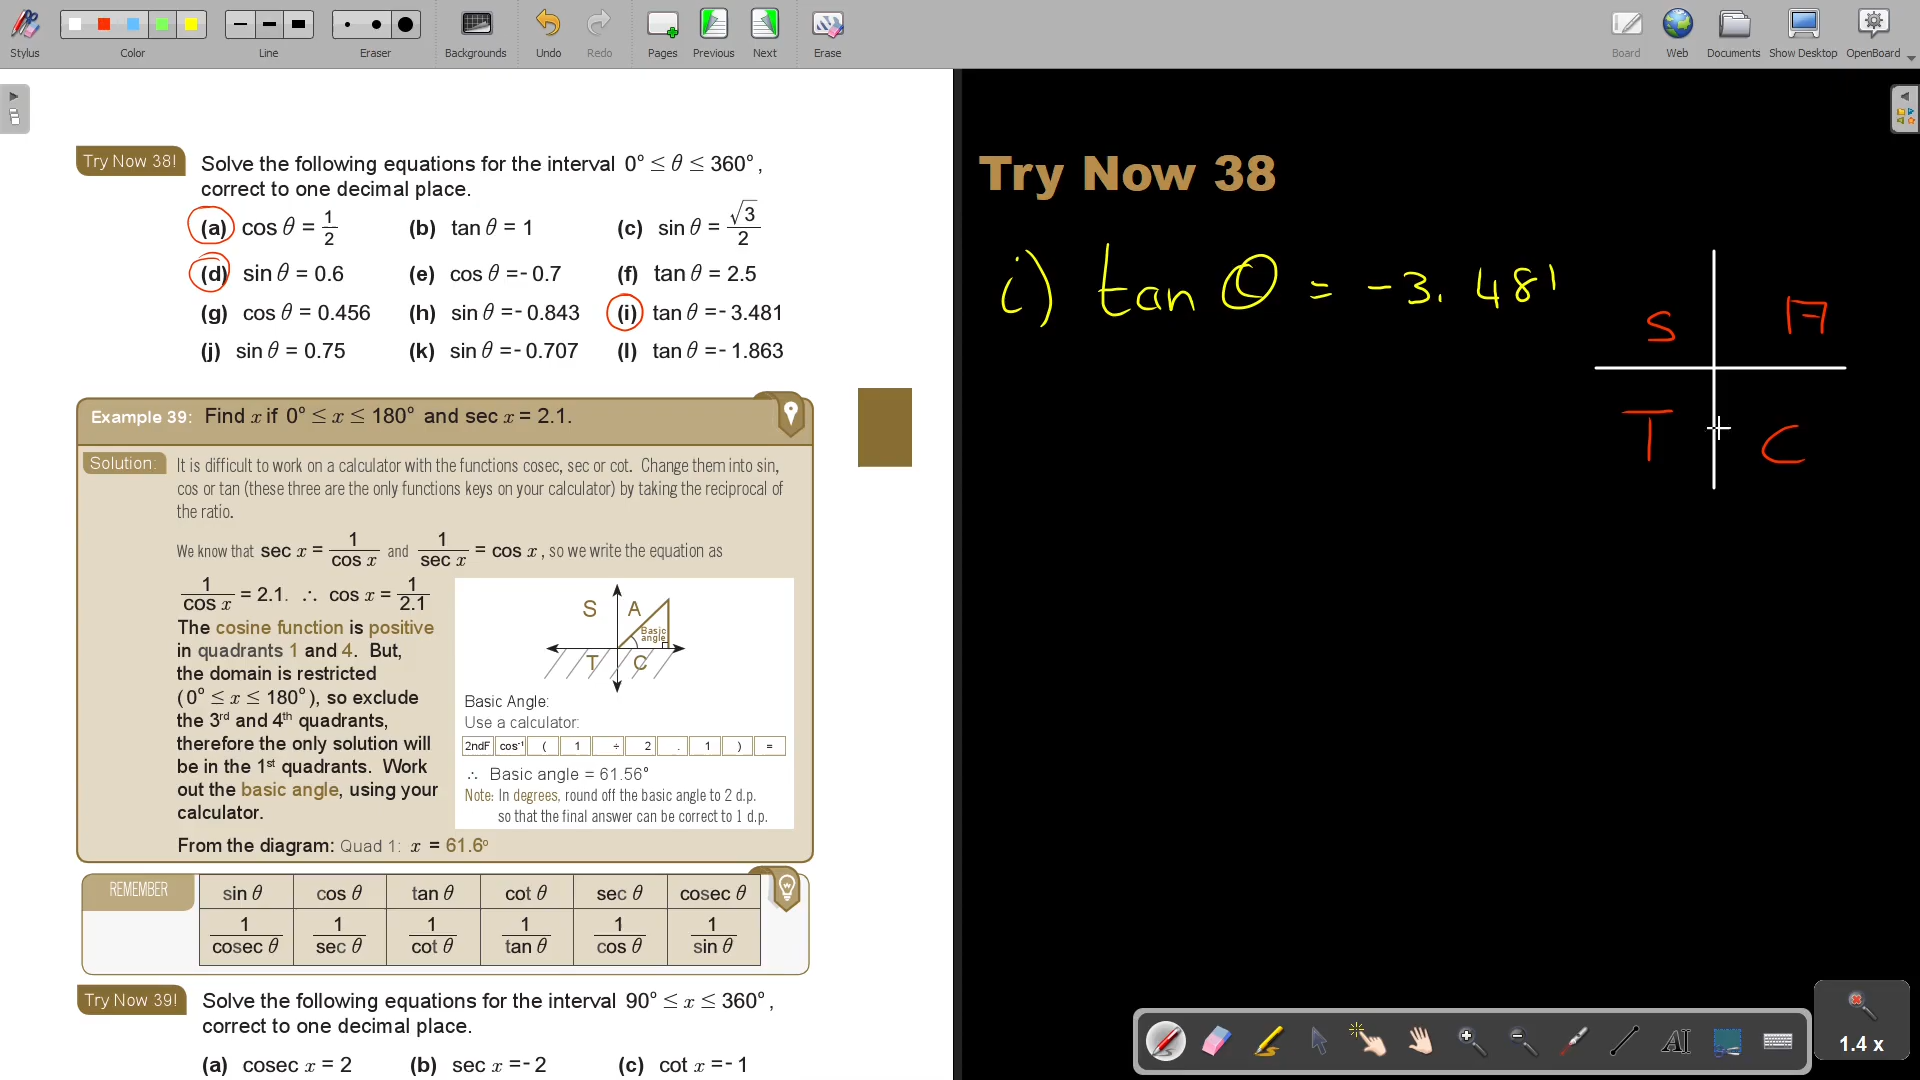 Stylus Color Line Eraser Backgrounds Undo Redo Pages Previous Next Erase Board Web Documents Show Desktop OpenBoard
Try Now 38! Solve the following equations for the interval 0° ≤ θ ≤ 360°,
correct to one decimal place.
(a) cos θ = 1/2 (b) tan θ = 1 (c) sin θ = √3/2
(d) sin θ = 0.6 (e) cos θ =- 0.7 (f) tan θ = 2.5
(g) cos θ = 0.456 (h) sin θ =- 0.843 (i) tan θ =- 3.481
(j) sin θ = 0.75 (k) sin θ =- 0.707 (l) tan θ =- 1.863
Example 39: Find x if 0° ≤ x ≤ 180° and sec x = 2.1.
Solution: It is difficult to work on a calculator with the functions cosec, sec or cot. Change them into sin,
cos or tan (these three are the only functions keys on your calculator) by taking the reciprocal of
the ratio.
We know that sec x = 1/cos x and 1/sec x = cos x, so we write the equation as
1/cos x = 2.1. ∴ cos x = 1/2.1
The cosine function is positive
in quadrants 1 and 4. But,
the domain is restricted
(0° ≤ x ≤ 180°), so exclude
the 3rd and 4th quadrants,
therefore the only solution will
be in the 1st quadrants. Work
out the basic angle, using your
calculator.
S A
Basic
angle
T C
Basic Angle:
Use a calculator:
2ndF cos⁻¹ ( 1 ÷ 2 . 1 ) =
∴ Basic angle = 61.56°
Note: In degrees, round off the basic angle to 2 d.p.
so that the final answer can be correct to 1 d.p.
From the diagram: Quad 1: x = 61.6°
REMEMBER
sin θ cos θ tan θ cot θ sec θ cosec θ
1/cosec θ 1/sec θ 1/cot θ 1/tan θ 1/cos θ 1/sin θ
Try Now 39! Solve the following equations for the interval 90° ≤ x ≤ 360°,
correct to one decimal place.
(a) cosec x = 2 (b) sec x =- 2 (c) cot x =- 1
Try Now 38
i) tan θ = -3.481
S A
T C
1.4 x